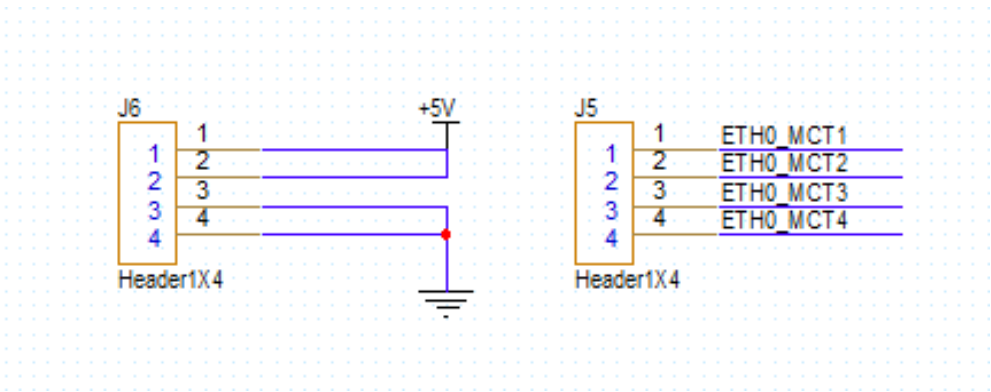 J6
+5V
1
1
2
2
3
3
4
4
Header1X4
J5
1
ETH0_MCT1
1
2
ETH0_MCT2
2
3
ETH0_MCT3
3
4
ETH0_MCT4
4
Header1X4